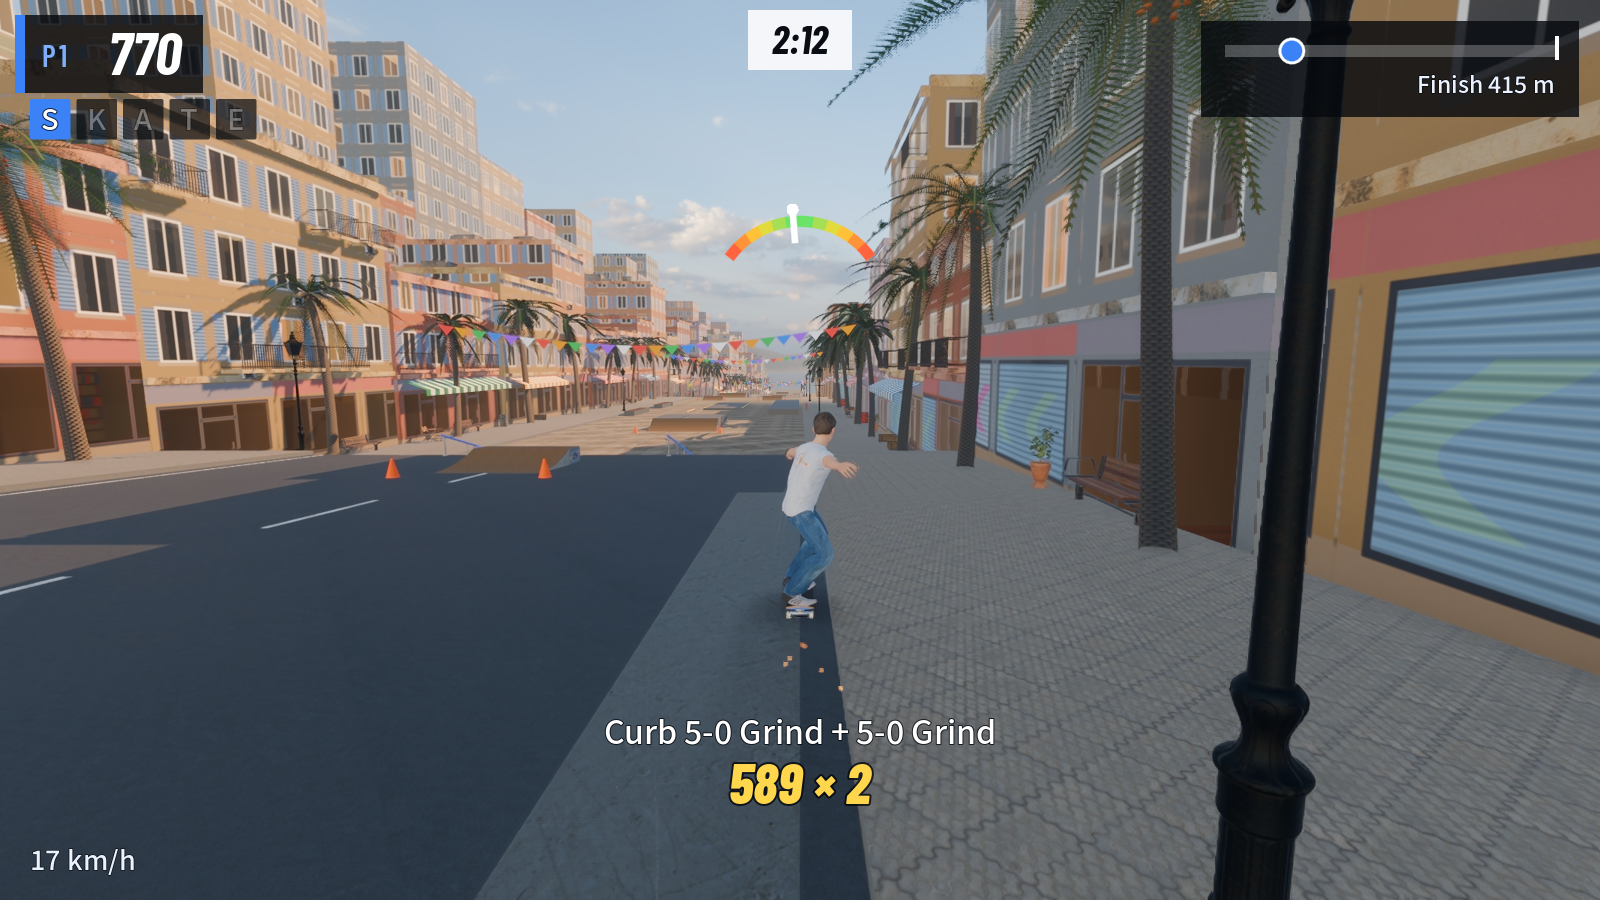 P1 770
S K A T E
2:12
Finish 415 m
Curb 5-0 Grind + 5-0 Grind
589 × 2
17 km/h